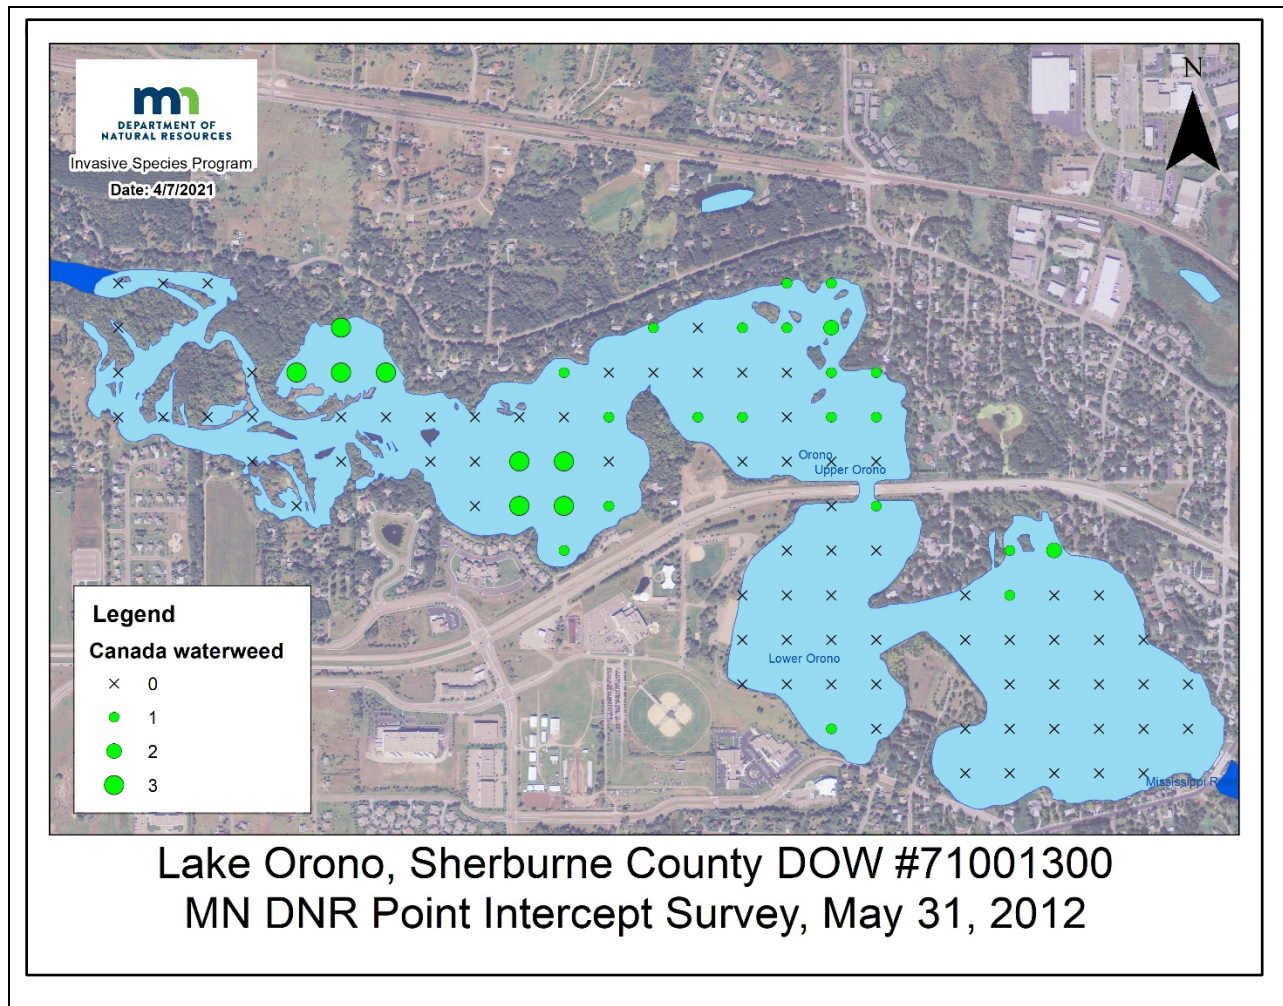 N
mn
DEPARTMENT OF
NATURAL RESOURCES
Invasive Species Program
Date: 4/7/2021
Orono
Upper Orono
Lower Orono
Mississippi River
Legend
Canada waterweed
0
1
2
3
Lake Orono, Sherburne County DOW #71001300
MN DNR Point Intercept Survey, May 31, 2012